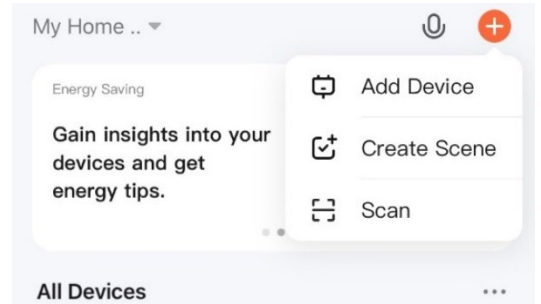 My Home ..
Energy Saving
Gain insights into your
devices and get
energy tips.
Add Device
Create Scene
Scan
All Devices